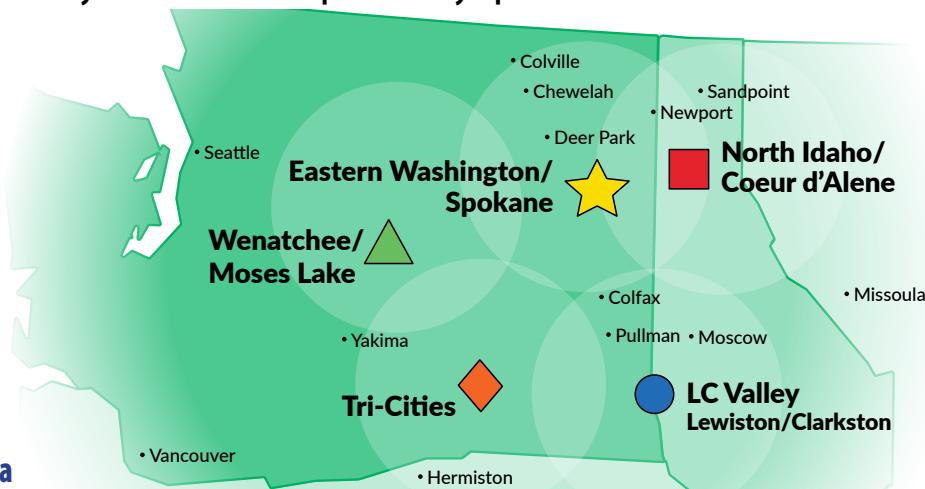 Colville
Chewelah
Sandpoint
Newport
Deer Park
Seattle
North Idaho/
Coeur d'Alene
Eastern Washington/
Spokane
Wenatchee/
Moses Lake
Colfax
Missoula
Pullman
Moscow
Yakima
Tri-Cities
LC Valley
Lewiston/Clarkston
Vancouver
Hermiston
a